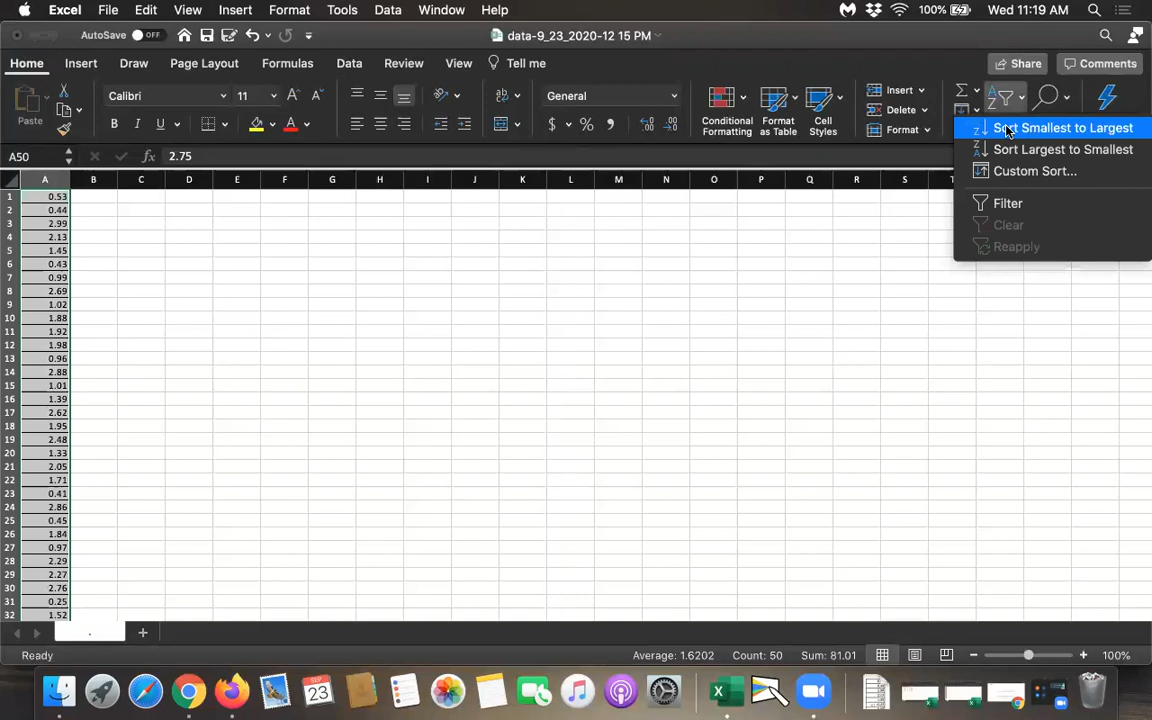 Excel File Edit View Insert Format Tools Data Window Help 100% Wed 11:19 AM
AutoSave OFF data-9_23_2020-12 15 PM
Home Insert Draw Page Layout Formulas Data Review View Tell me Share Comments
Paste Calibri 11 A A B I U A ab General $ % , Conditional Formatting Format as Table Cell Styles Insert Delete Format
Sort Smallest to Largest
Sort Largest to Smallest
Custom Sort...
Filter
Clear
Reapply
A50 fx 2.75
A B C D E F G H I J K L M N O P Q R S T
1 0.53
2 0.44
3 2.99
4 2.13
5 1.45
6 0.43
7 0.99
8 2.69
9 1.02
10 1.88
11 1.92
12 1.98
13 0.96
14 2.88
15 1.01
16 1.39
17 2.62
18 1.95
19 2.48
20 1.33
21 2.05
22 1.71
23 0.41
24 2.86
25 0.45
26 1.84
27 0.97
28 2.29
29 2.27
30 2.76
31 0.25
32 1.52
Ready Average: 1.6202 Count: 50 Sum: 81.01 100%
SEP
23